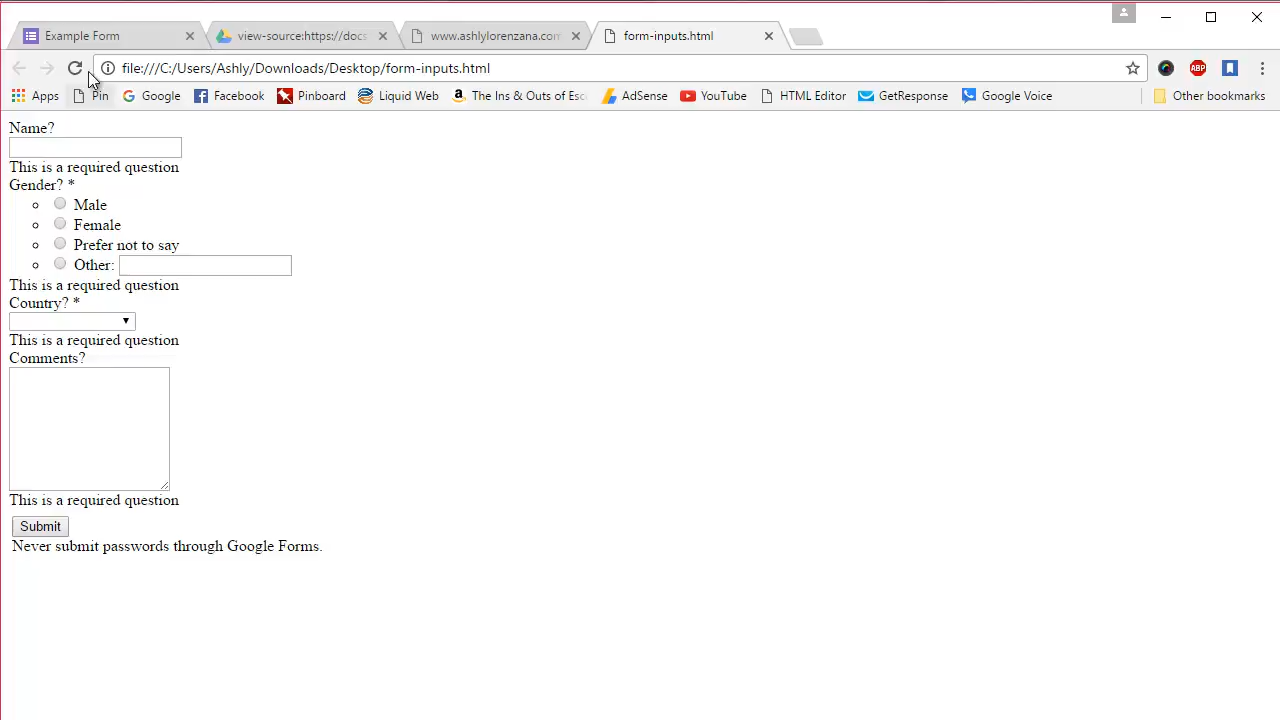 Example Form
view-source:https://docs
www.ashlylorenzana.com
form-inputs.html
file:///C:/Users/Ashly/Downloads/Desktop/form-inputs.html
ABP
Apps
Pin
Google
Facebook
Pinboard
Liquid Web
The Ins & Outs of Esc
AdSense
YouTube
HTML Editor
GetResponse
Google Voice
Other bookmarks
Name?
This is a required question
Gender? *
Male
Female
Prefer not to say
Other:
This is a required question
Country? *
This is a required question
Comments?
This is a required question
Submit
Never submit passwords through Google Forms.